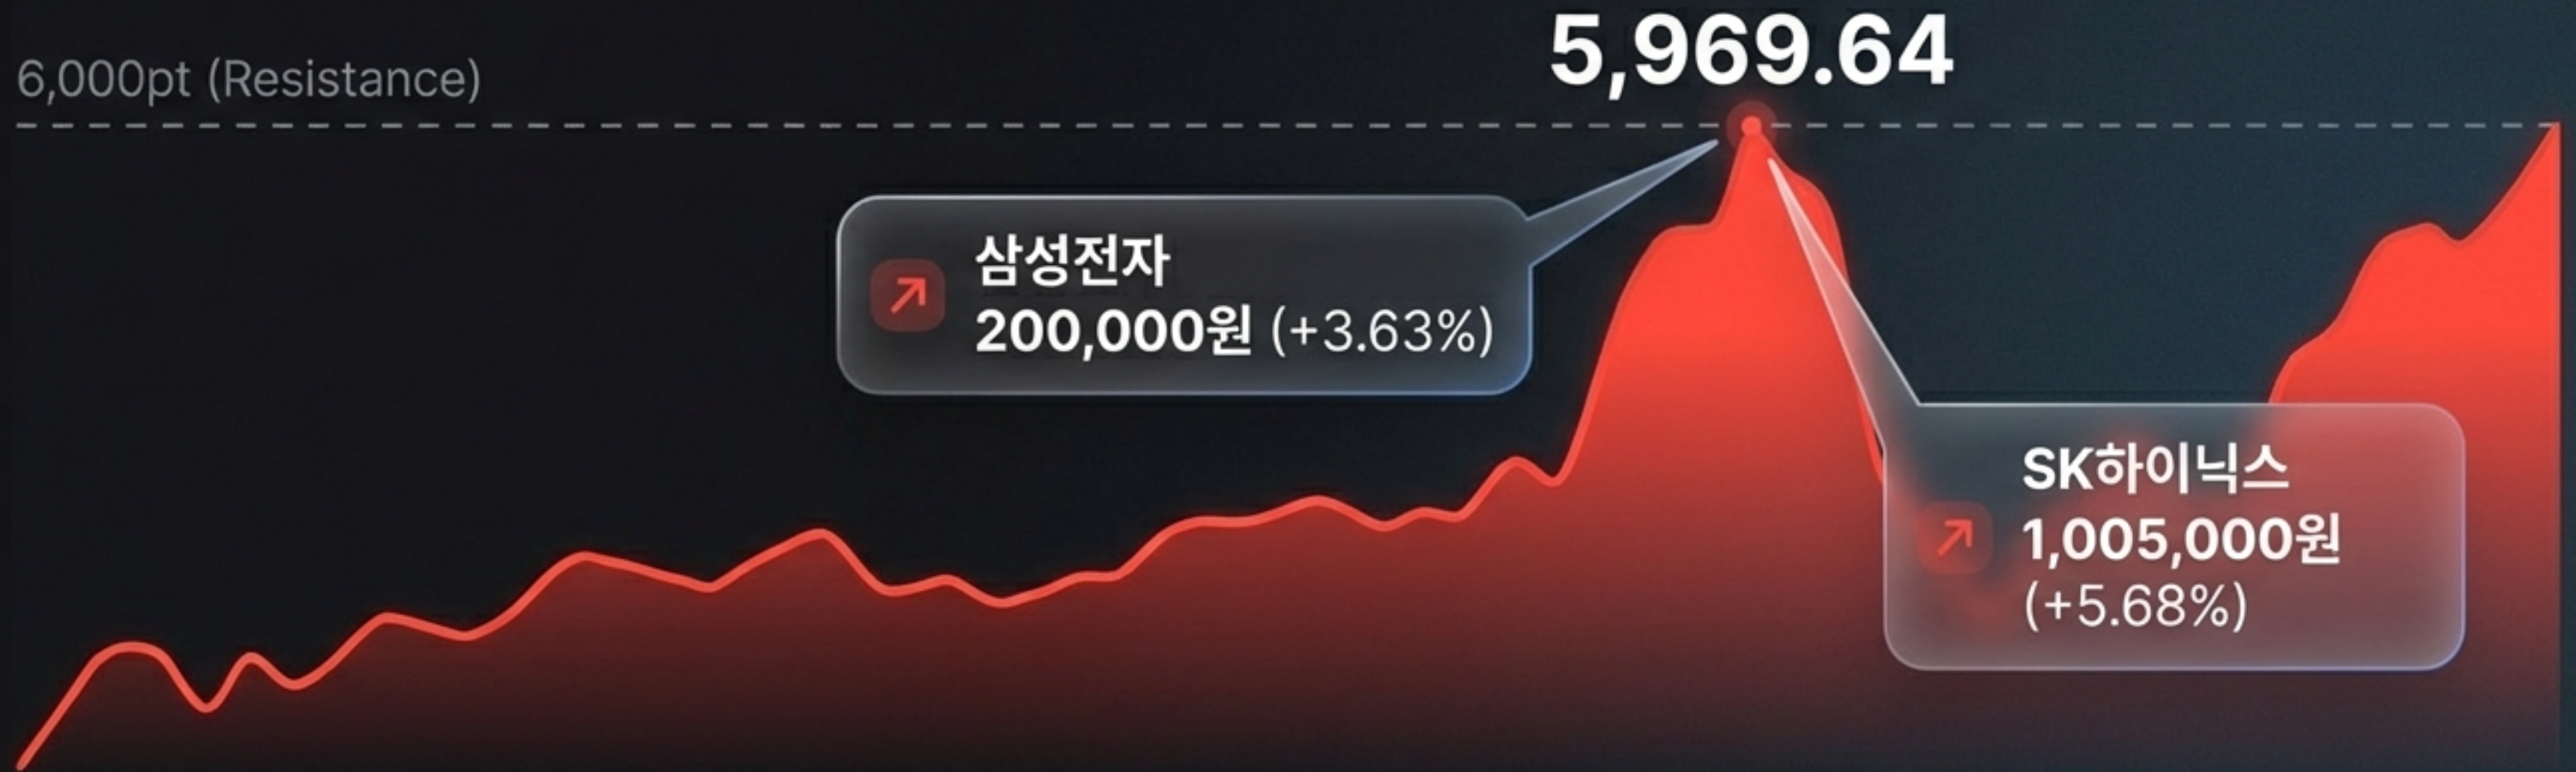 5,969.64
6,000pt (Resistance)
삼성전자
200,000원 (+3.63%)
SK하이닉스
1,005,000원
(+5.68%)